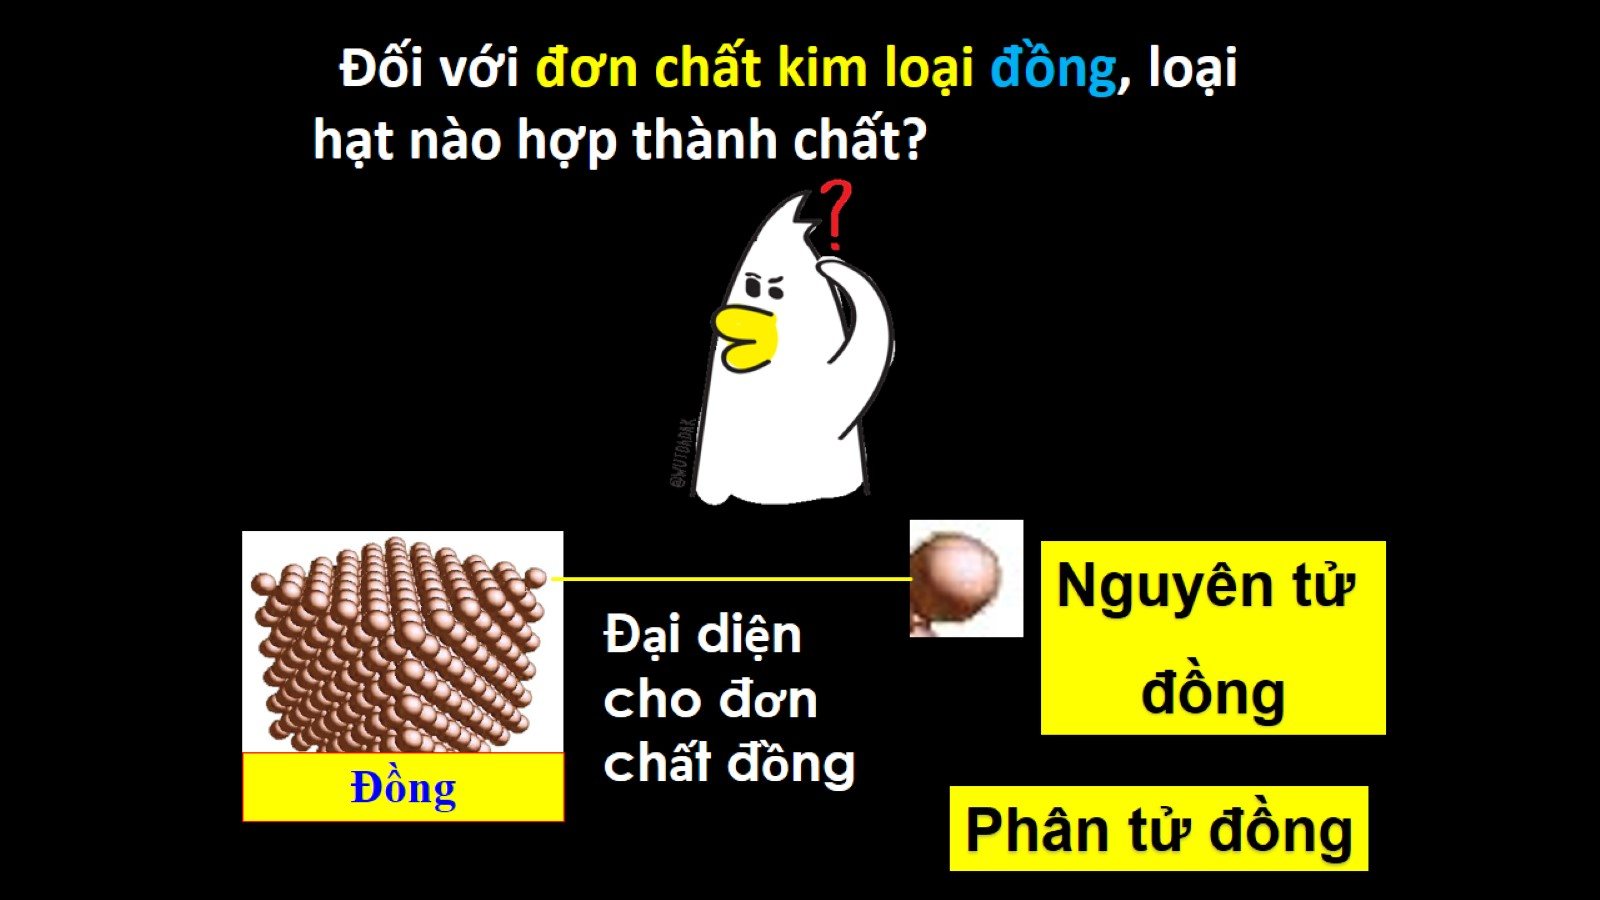 Đối với đơn chất kim loại đồng, loại
hạt nào hợp thành chất?
?
@WUTDADAK
Đại diện
cho đơn
chất đồng
Đồng
Nguyên tử
đồng
Phân tử đồng